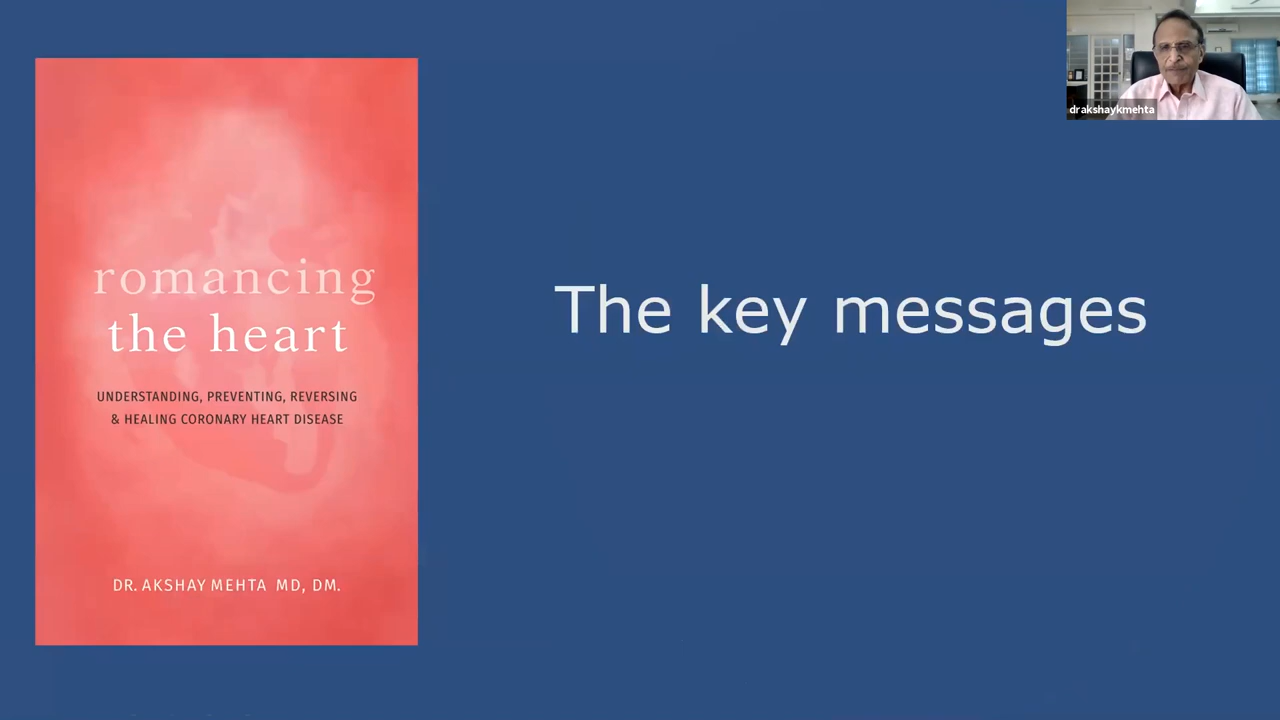 drakshaykmehta
romancing
the heart
UNDERSTANDING, PREVENTING, REVERSING
& HEALING CORONARY HEART DISEASE
DR. AKSHAY MEHTA MD, DM.
The key messages